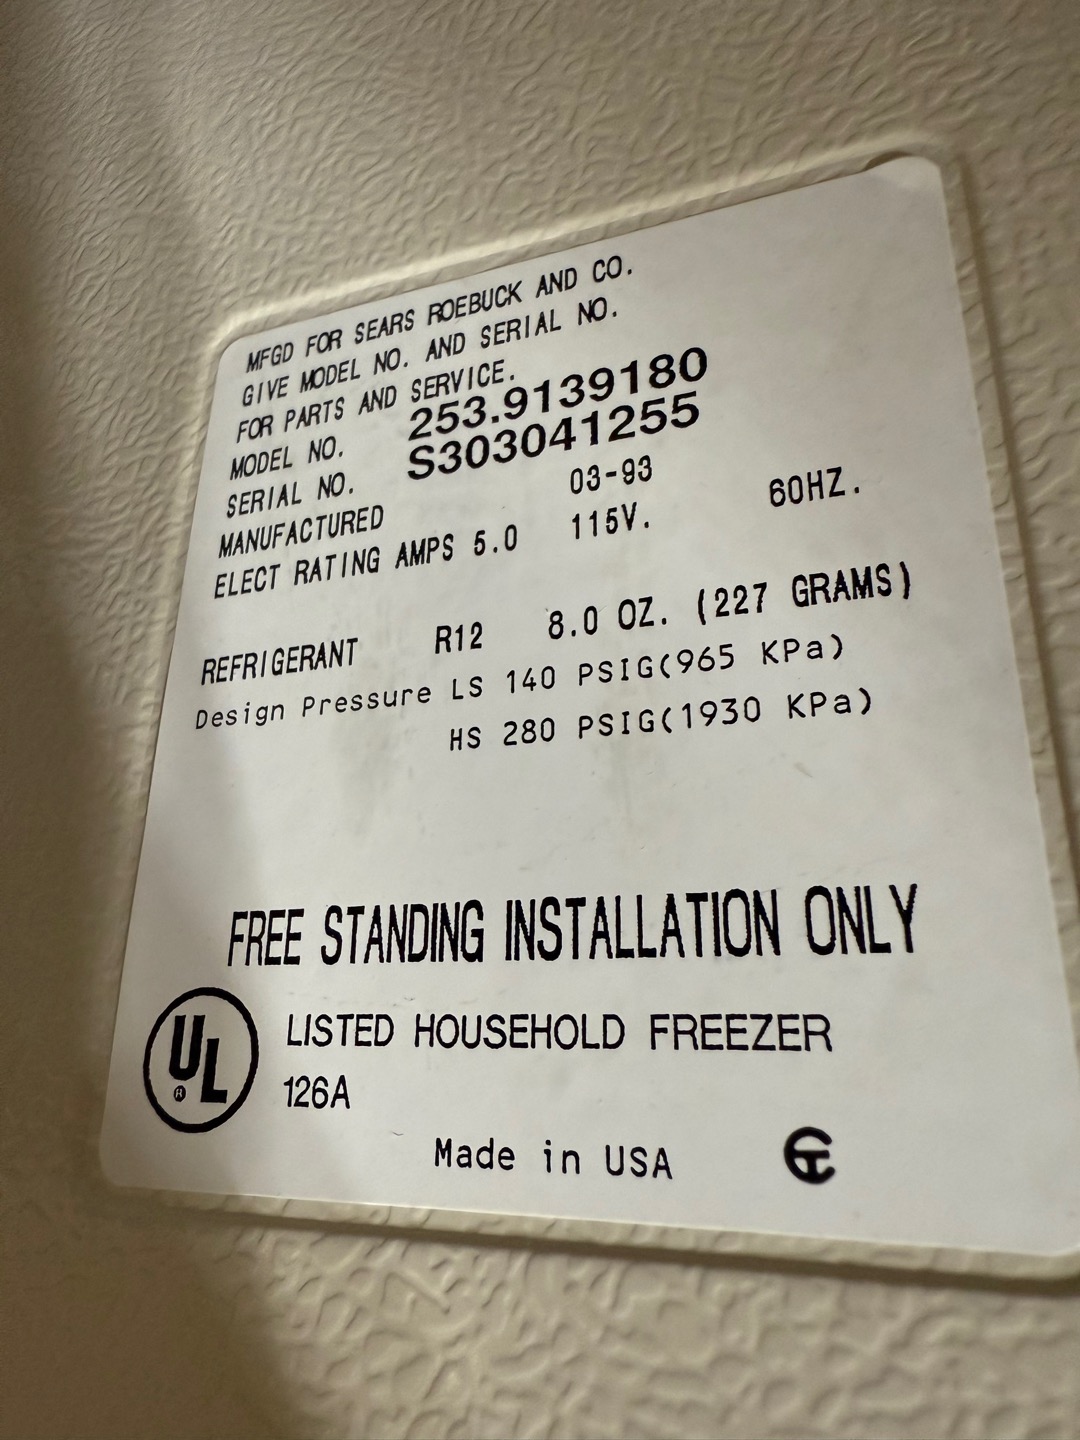 MFGD FOR SEARS ROEBUCK AND CO.
GIVE MODEL NO. AND SERIAL NO.
FOR PARTS AND SERVICE.
MODEL NO. 253.9139180
SERIAL NO. S303041255
MANUFACTURED 03-93
ELECT RATING AMPS 5.0 115V. 60HZ.
REFRIGERANT R12 8.0 OZ. (227 GRAMS)
Design Pressure LS 140 PSIG(965 KPa)
HS 280 PSIG(1930 KPa)
FREE STANDING INSTALLATION ONLY
UL® LISTED HOUSEHOLD FREEZER
126A
Made in USA